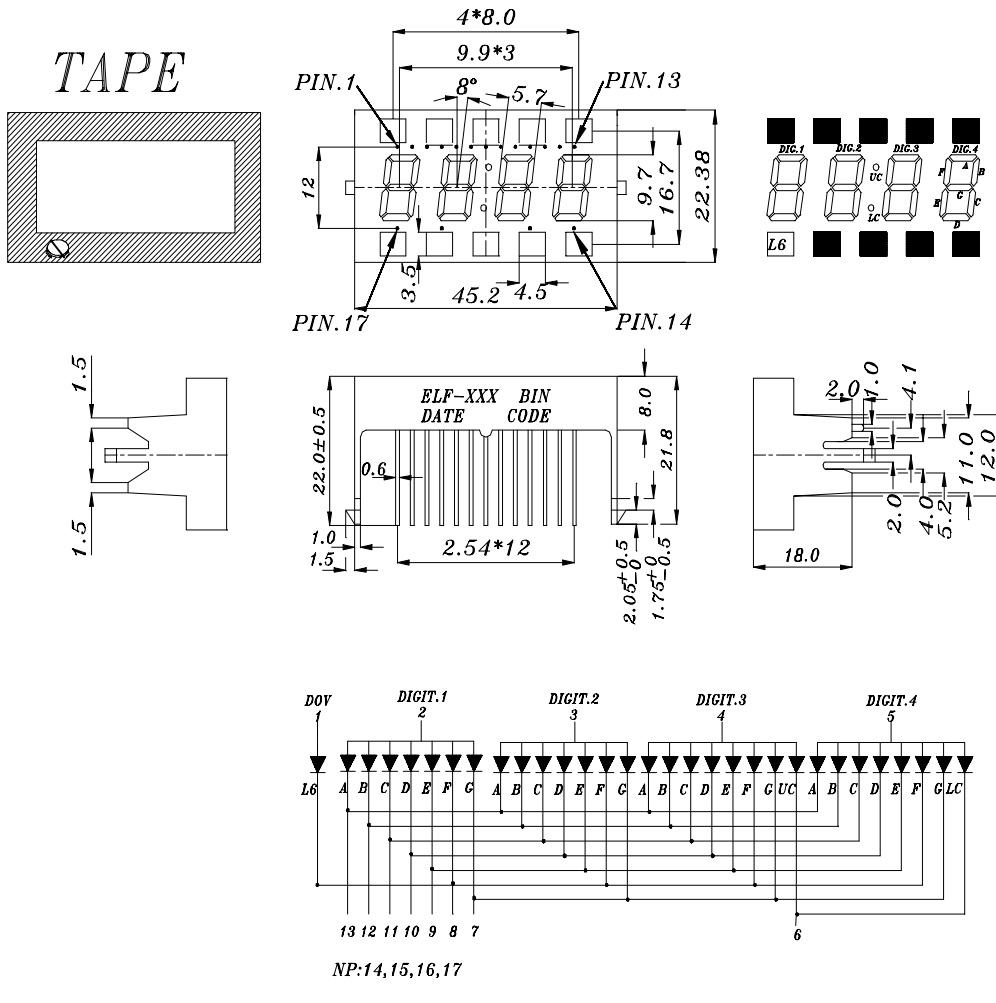 TAPE
4*8.0
9.9*3
PIN.1
8°
5.7
PIN.13
12
9.7
16.7
22.38
3.5
45.2
4.5
PIN.17
PIN.14
DIG.1 DIG.2 DIG.3 DIG.4
A
F B
UC
G
E C
LC
D
L6
1.5
1.5
ELF-XXX BIN
DATE CODE
22.0±0.5
0.6
8.0
21.8
1.0
1.5
2.54*12
2.05+0.5 -0
1.75+0 -0.5
2.0
1.0
4.1
11.0
12.0
2.0
4.0
5.2
18.0
DOV DIGIT.1 DIGIT.2 DIGIT.3 DIGIT.4
1 2 3 4 5
L6 A B C D E F G A B C D E F G A B C D E F G UC A B C D E F G LC
13 12 11 10 9 8 7 6
NP:14,15,16,17